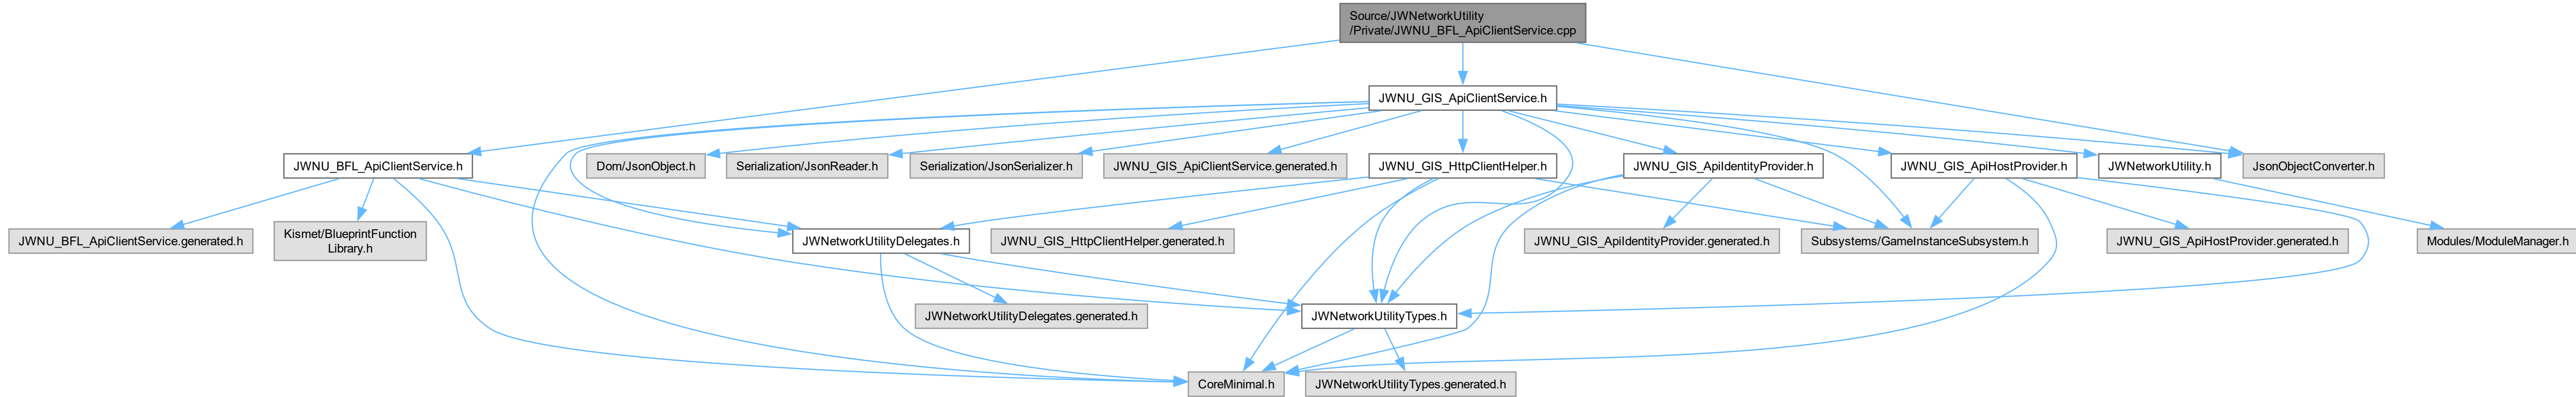 Source/JWNetworkUtility
/Private/JWNU_BFL_ApiClientService.cpp
JWNU_GIS_ApiClientService.h
JWNU_BFL_ApiClientService.h
Dom/JsonObject.h
Serialization/JsonReader.h
Serialization/JsonSerializer.h
JWNU_GIS_ApiClientService.generated.h
JWNU_GIS_HttpClientHelper.h
JWNU_GIS_ApiIdentityProvider.h
JWNU_GIS_ApiHostProvider.h
JWNetworkUtility.h
JsonObjectConverter.h
JWNU_BFL_ApiClientService.generated.h
Kismet/BlueprintFunction
Library.h
JWNetworkUtilityDelegates.h
JWNU_GIS_HttpClientHelper.generated.h
JWNU_GIS_ApiIdentityProvider.generated.h
Subsystems/GameInstanceSubsystem.h
JWNU_GIS_ApiHostProvider.generated.h
Modules/ModuleManager.h
JWNetworkUtilityDelegates.generated.h
JWNetworkUtilityTypes.h
CoreMinimal.h
JWNetworkUtilityTypes.generated.h